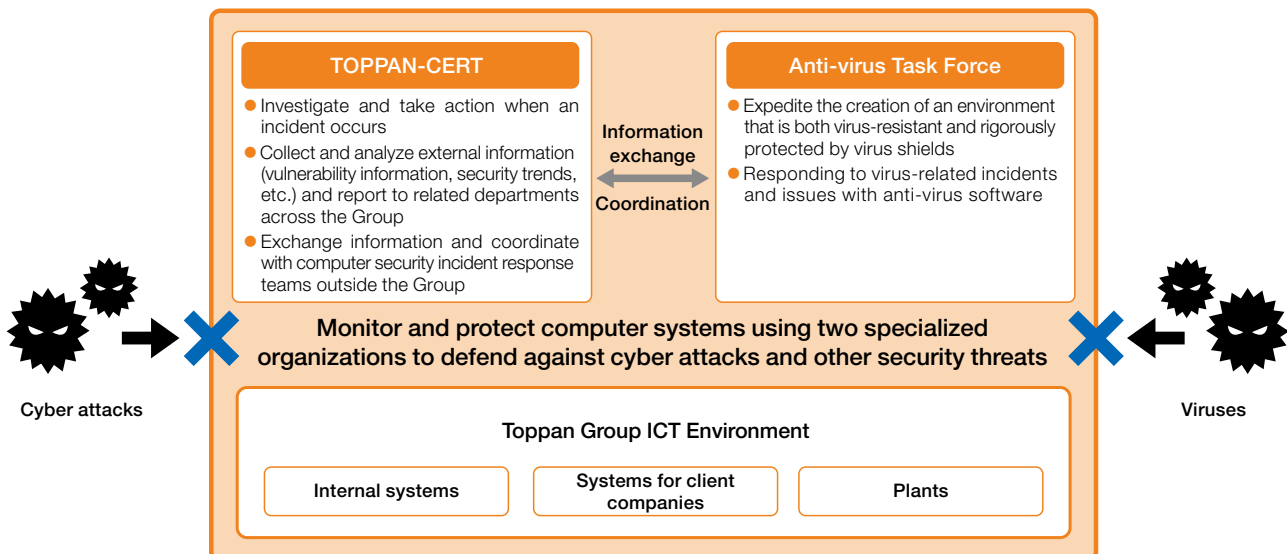 TOPPAN-CERT
Investigate and take action when an
incident occurs
Collect and analyze external information
(vulnerability information, security trends,
etc.) and report to related departments
across the Group
Exchange information and coordinate
with computer security incident response
teams outside the Group
Information
exchange
Coordination
Anti-virus Task Force
Expedite the creation of an environment
that is both virus-resistant and rigorously
protected by virus shields
Responding to virus-related incidents
and issues with anti-virus software
Monitor and protect computer systems using two specialized
organizations to defend against cyber attacks and other security threats
Cyber attacks
Viruses
Toppan Group ICT Environment
Internal systems
Systems for client
companies
Plants